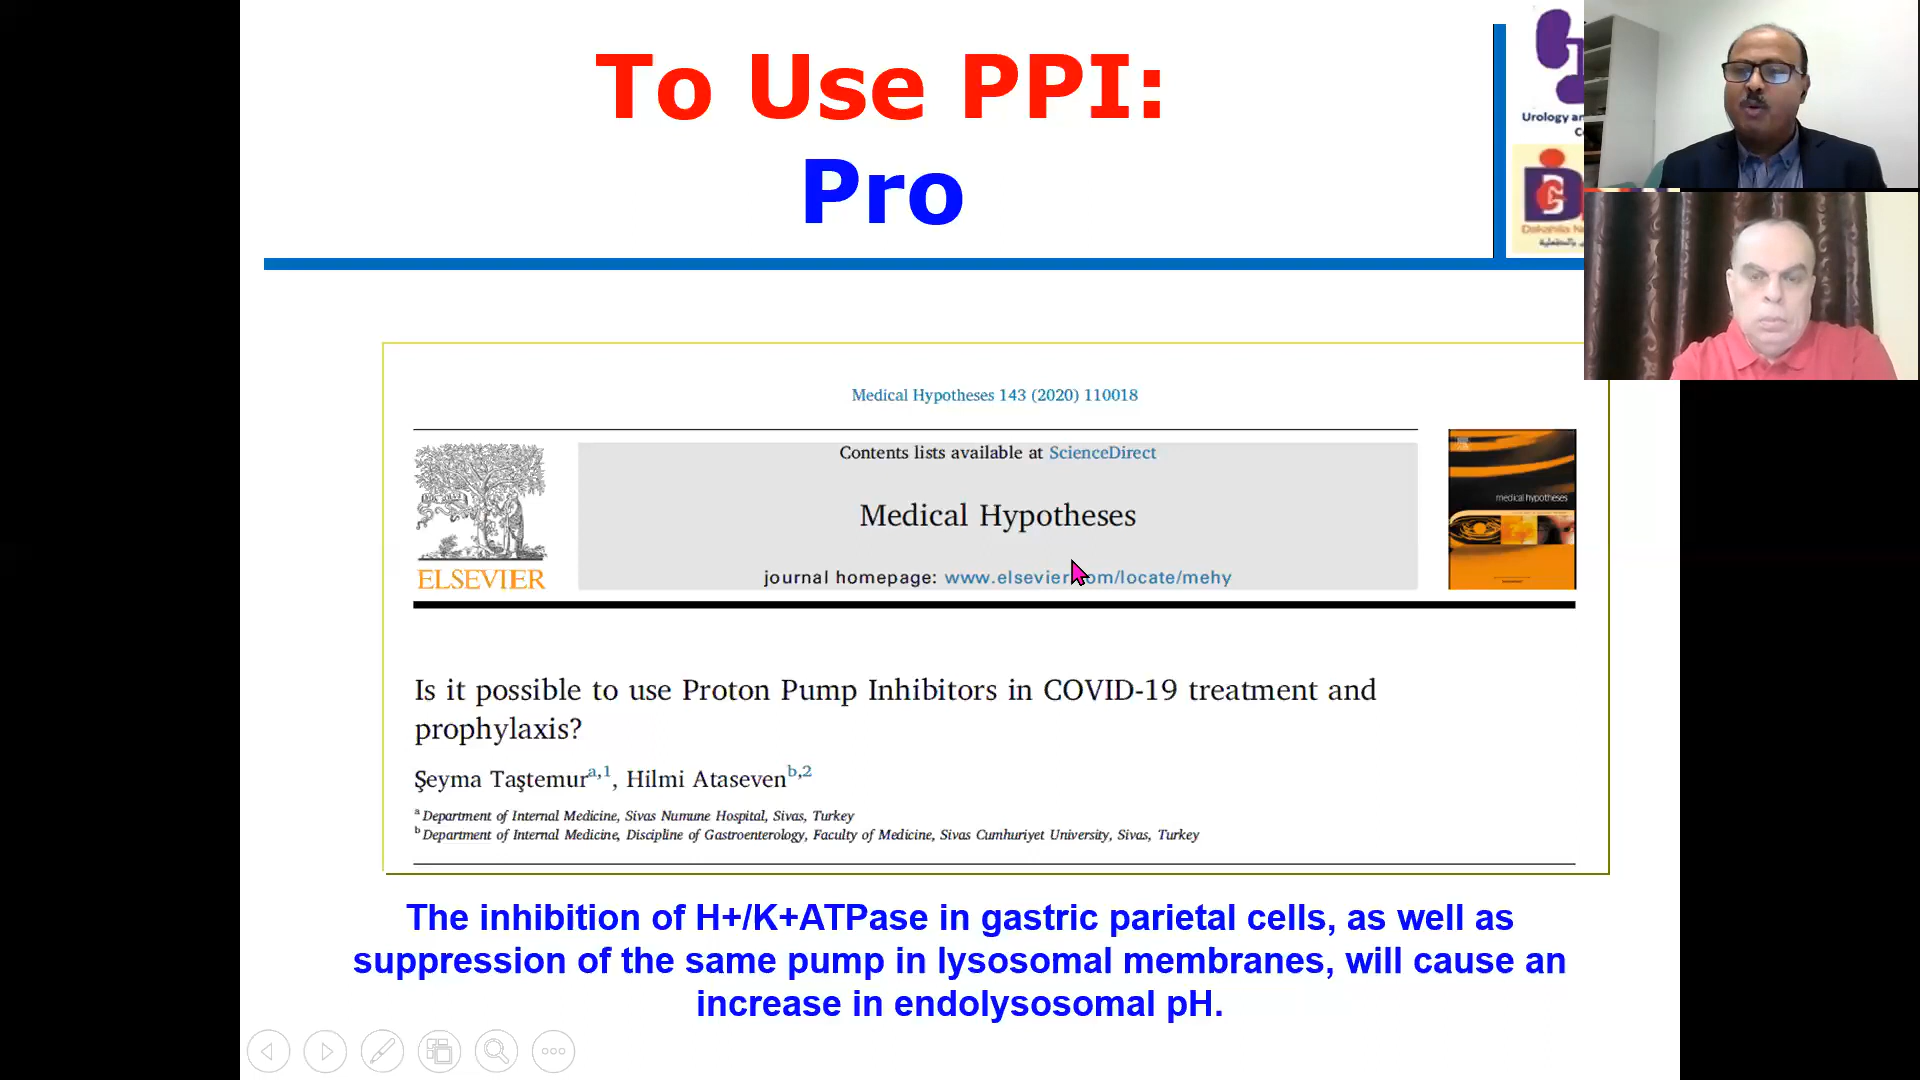 To Use PPI:
Pro
Urology an
Medical Hypotheses 143 (2020) 110018
Contents lists available at ScienceDirect
Medical Hypotheses
journal homepage: www.elsevier.com/locate/mehy
ELSEVIER
medical hypotheses
Is it possible to use Proton Pump Inhibitors in COVID-19 treatment and
prophylaxis?
Şeyma Taştemur a,1, Hilmi Ataseven b,2
a Department of Internal Medicine, Sivas Numune Hospital, Sivas, Turkey
b Department of Internal Medicine, Discipline of Gastroenterology, Faculty of Medicine, Sivas Cumhuriyet University, Sivas, Turkey
The inhibition of H+/K+ATPase in gastric parietal cells, as well as
suppression of the same pump in lysosomal membranes, will cause an
increase in endolysosomal pH.